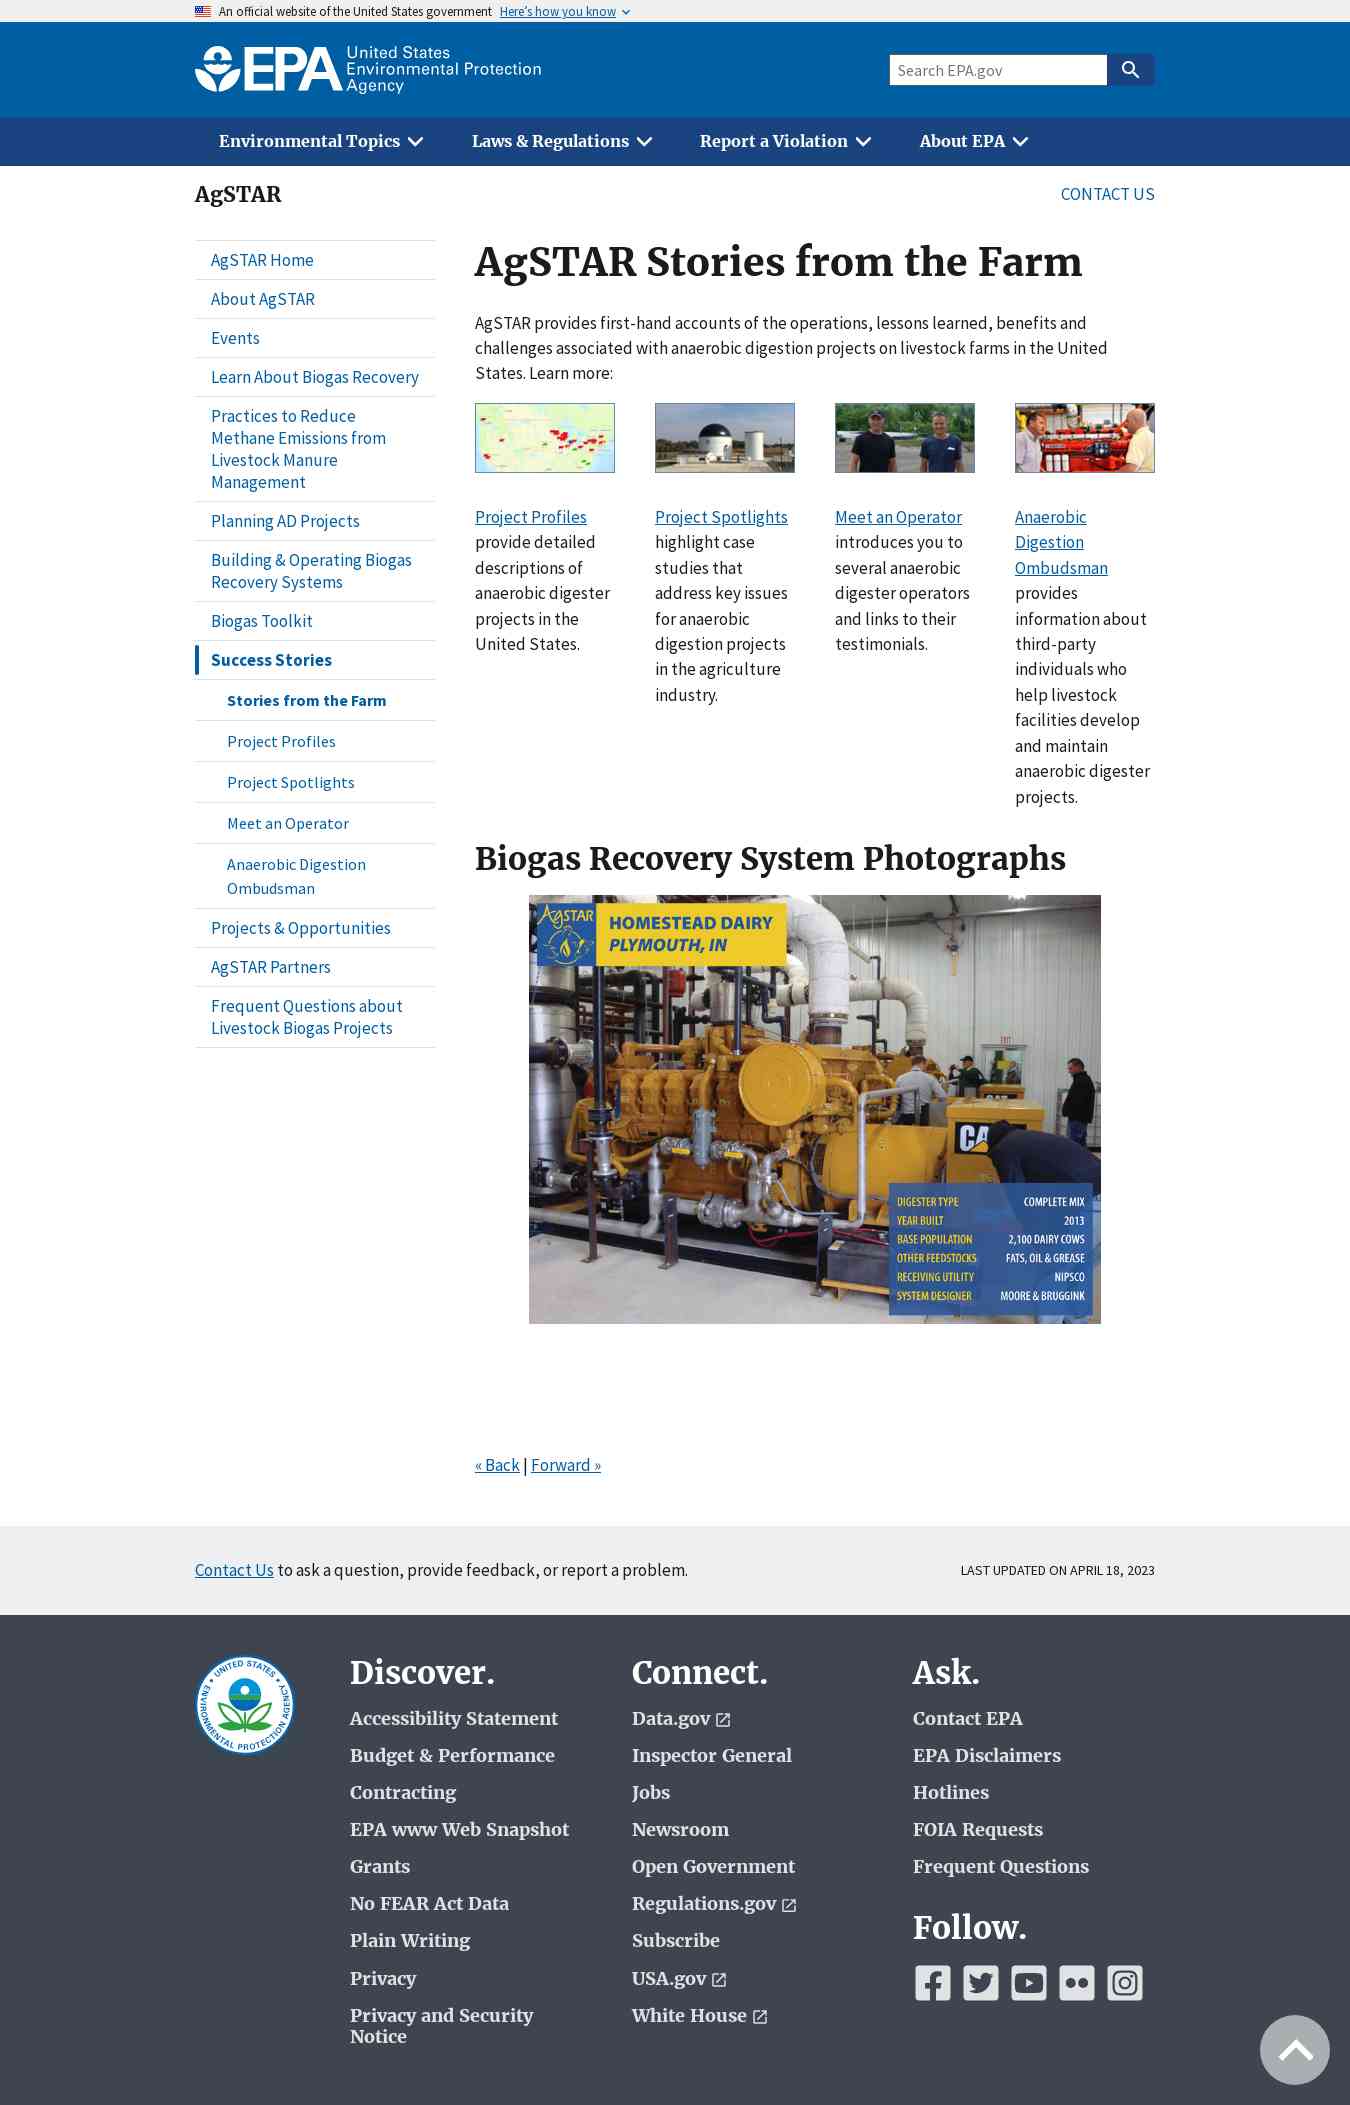 An official website of the United States government Here's how you know
EPA United States
Environmental Protection
Agency
Search EPA.gov
Environmental Topics
Laws & Regulations
Report a Violation
About EPA
AgSTAR
CONTACT US
AgSTAR Home
About AgSTAR
Events
Learn About Biogas Recovery
Practices to Reduce
Methane Emissions from
Livestock Manure
Management
Planning AD Projects
Building & Operating Biogas
Recovery Systems
Biogas Toolkit
Success Stories
Stories from the Farm
Project Profiles
Project Spotlights
Meet an Operator
Anaerobic Digestion
Ombudsman
Projects & Opportunities
AgSTAR Partners
Frequent Questions about
Livestock Biogas Projects
AgSTAR Stories from the Farm
AgSTAR provides first-hand accounts of the operations, lessons learned, benefits and
challenges associated with anaerobic digestion projects on livestock farms in the United
States. Learn more:
Project Profiles
provide detailed
descriptions of
anaerobic digester
projects in the
United States.
Project Spotlights
highlight case
studies that
address key issues
for anaerobic
digestion projects
in the agriculture
industry.
Meet an Operator
introduces you to
several anaerobic
digester operators
and links to their
testimonials.
Anaerobic
Digestion
Ombudsman
provides
information about
third-party
individuals who
help livestock
facilities develop
and maintain
anaerobic digester
projects.
Biogas Recovery System Photographs
AgSTAR
HOMESTEAD DAIRY
PLYMOUTH, IN
EXIT
CAT
CA
DIGESTER TYPE COMPLETE MIX
YEAR BUILT 2013
BASE POPULATION 2,100 DAIRY COWS
OTHER FEEDSTOCKS FATS, OIL & GREASE
RECEIVING UTILITY NIPSCO
SYSTEM DESIGNER MOORE & BRUGGINK
« Back | Forward »
Contact Us to ask a question, provide feedback, or report a problem.
LAST UPDATED ON APRIL 18, 2023
UNITED STATES
ENVIRONMENTAL PROTECTION AGENCY
Discover.
Accessibility Statement
Budget & Performance
Contracting
EPA www Web Snapshot
Grants
No FEAR Act Data
Plain Writing
Privacy
Privacy and Security
Notice
Connect.
Data.gov
Inspector General
Jobs
Newsroom
Open Government
Regulations.gov
Subscribe
USA.gov
White House
Ask.
Contact EPA
EPA Disclaimers
Hotlines
FOIA Requests
Frequent Questions
Follow.